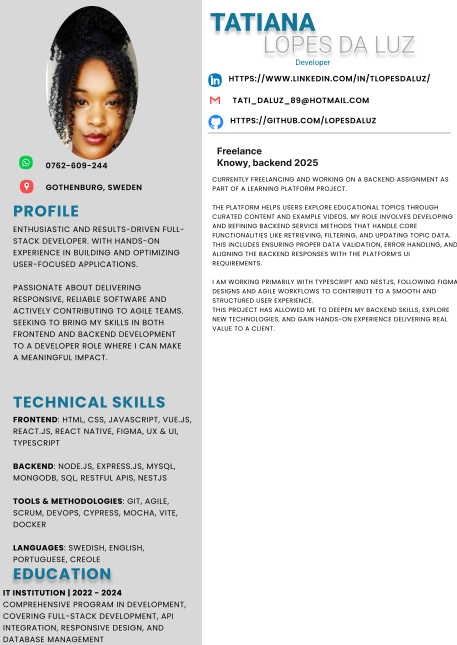 TATIANA
LOPES DA LUZ
Developer
HTTPS://WWW.LINKEDIN.COM/IN/TLOPESDALUZ/
TATI_DALUZ_89@HOTMAIL.COM
HTTPS://GITHUB.COM/LOPESDALUZ
0762-609-244
GOTHENBURG, SWEDEN
PROFILE
ENTHUSIASTIC AND RESULTS-DRIVEN FULL-
STACK DEVELOPER. WITH HANDS-ON
EXPERIENCE IN BUILDING AND OPTIMIZING
USER-FOCUSED APPLICATIONS.
PASSIONATE ABOUT DELIVERING
RESPONSIVE, RELIABLE SOFTWARE AND
ACTIVELY CONTRIBUTING TO AGILE TEAMS.
SEEKING TO BRING MY SKILLS IN BOTH
FRONTEND AND BACKEND DEVELOPMENT
TO A DEVELOPER ROLE WHERE I CAN MAKE
A MEANINGFUL IMPACT.
TECHNICAL SKILLS
FRONTEND: HTML, CSS, JAVASCRIPT, VUE.JS,
REACT.JS, REACT NATIVE, FIGMA, UX & UI,
TYPESCRIPT
BACKEND: NODE.JS, EXPRESS.JS, MYSQL,
MONGODB, SQL, RESTFUL APIS, NESTJS
TOOLS & METHODOLOGIES: GIT, AGILE,
SCRUM, DEVOPS, CYPRESS, MOCHA, VITE,
DOCKER
LANGUAGES: SWEDISH, ENGLISH,
PORTUGUESE, CREOLE
EDUCATION
IT INSTITUTION | 2022 - 2024
COMPREHENSIVE PROGRAM IN DEVELOPMENT,
COVERING FULL-STACK DEVELOPMENT, API
INTEGRATION, RESPONSIVE DESIGN, AND
DATABASE MANAGEMENT
Freelance
Knowy, backend 2025
CURRENTLY FREELANCING AND WORKING ON A BACKEND ASSIGNMENT AS
PART OF A LEARNING PLATFORM PROJECT.
THE PLATFORM HELPS USERS EXPLORE EDUCATIONAL TOPICS THROUGH
CURATED CONTENT AND EXAMPLE VIDEOS. MY ROLE INVOLVES DEVELOPING
AND REFINING BACKEND SERVICE METHODS THAT HANDLE CORE
FUNCTIONALITIES LIKE RETRIEVING, FILTERING, AND UPDATING TOPIC DATA.
THIS INCLUDES ENSURING PROPER DATA VALIDATION, ERROR HANDLING, AND
ALIGNING THE BACKEND RESPONSES WITH THE PLATFORM'S UI
REQUIREMENTS.
I AM WORKING PRIMARILY WITH TYPESCRIPT AND NESTJS, FOLLOWING FIGMA
DESIGNS AND AGILE WORKFLOWS TO CONTRIBUTE TO A SMOOTH AND
STRUCTURED USER EXPERIENCE.
THIS PROJECT HAS ALLOWED ME TO DEEPEN MY BACKEND SKILLS, EXPLORE
NEW TECHNOLOGIES, AND GAIN HANDS-ON EXPERIENCE DELIVERING REAL
VALUE TO A CLIENT.